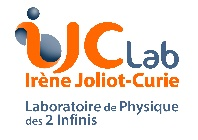 iJCLab
Irène Joliot-Curie
Laboratoire de Physique
des 2 Infinis